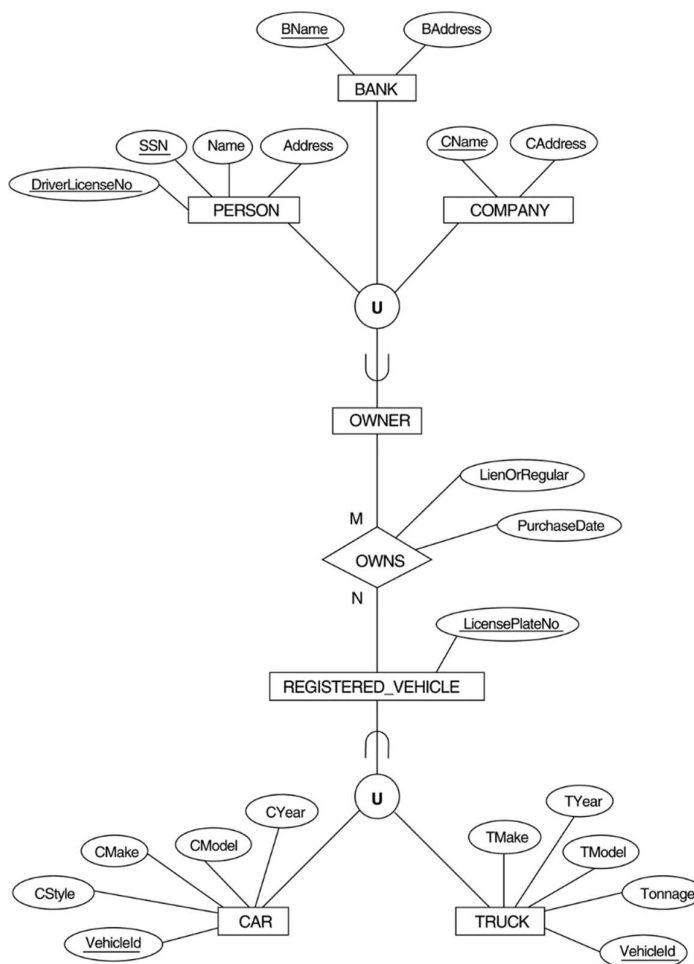 BName
BAddress
BANK
SSN
Name
Address
CName
CAddress
DriverLicenseNo
PERSON
COMPANY
U
OWNER
LienOrRegular
M
PurchaseDate
OWNS
N
LicensePlateNo
REGISTERED_VEHICLE
U
CYear
TYear
CModel
TMake
CMake
TModel
CStyle
Tonnage
CAR
TRUCK
VehicleId
VehicleId